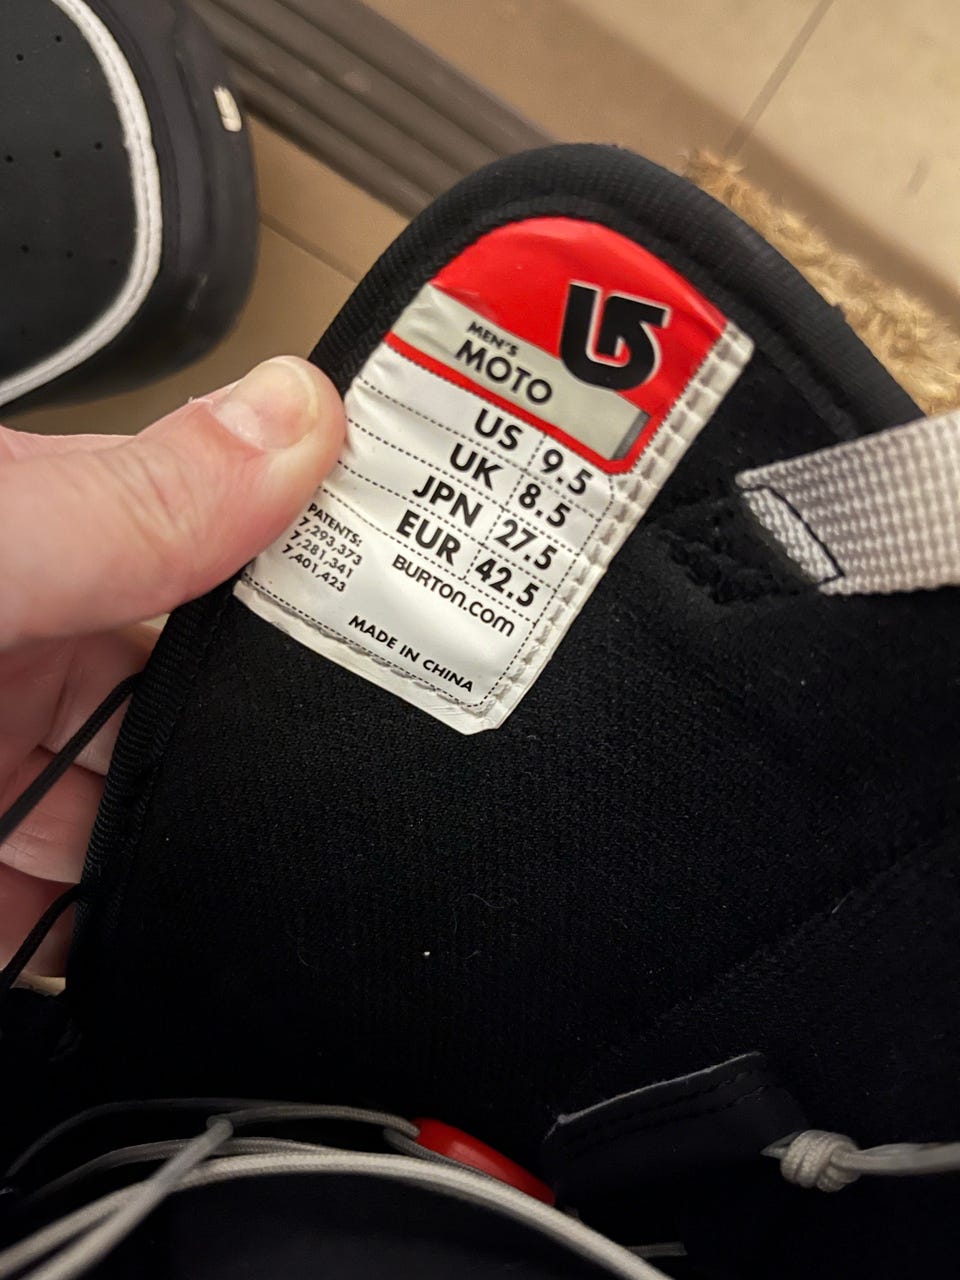 MEN'S
MOTO
US 9.5
UK 8.5
JPN 27.5
EUR 42.5
PATENTS:
7,293,373
7,281,341
7,401,423
BURTON.com
MADE IN CHINA